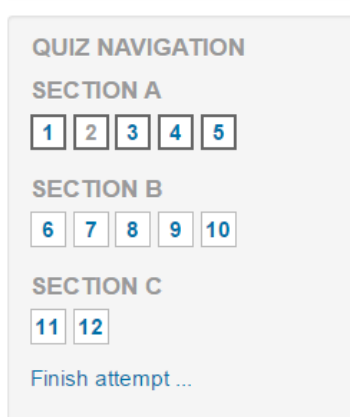 QUIZ NAVIGATION
SECTION A
1 2 3 4 5
SECTION B
6 7 8 9 10
SECTION C
11 12
Finish attempt ...